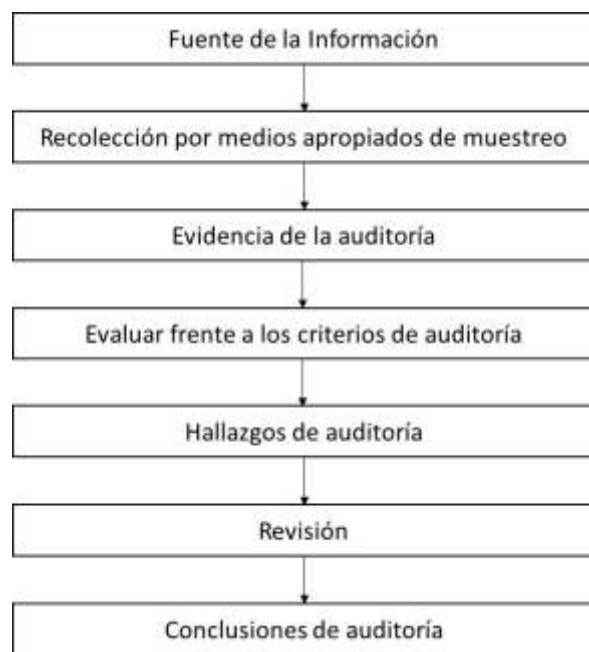 Fuente de la Información
Recolección por medios apropiados de muestreo
Evidencia de la auditoría
Evaluar frente a los criterios de auditoría
Hallazgos de auditoría
Revisión
Conclusiones de auditoría